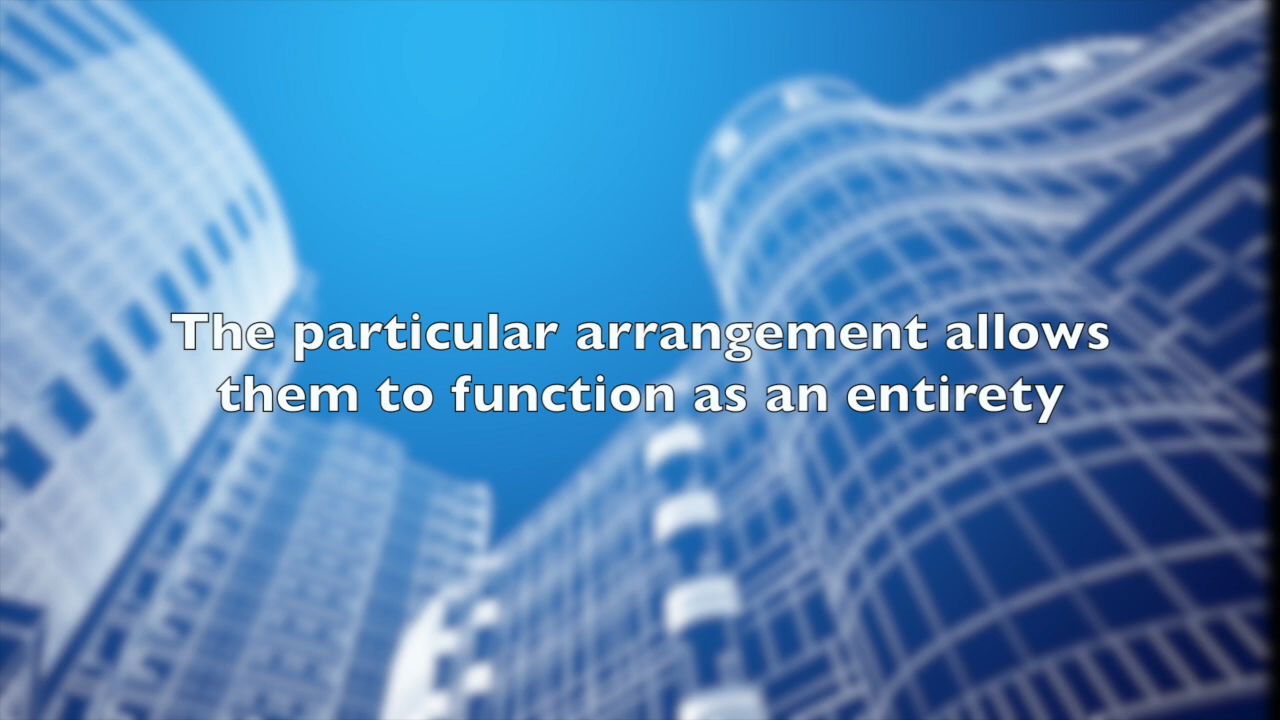 The particular arrangement allows
them to function as an entirety